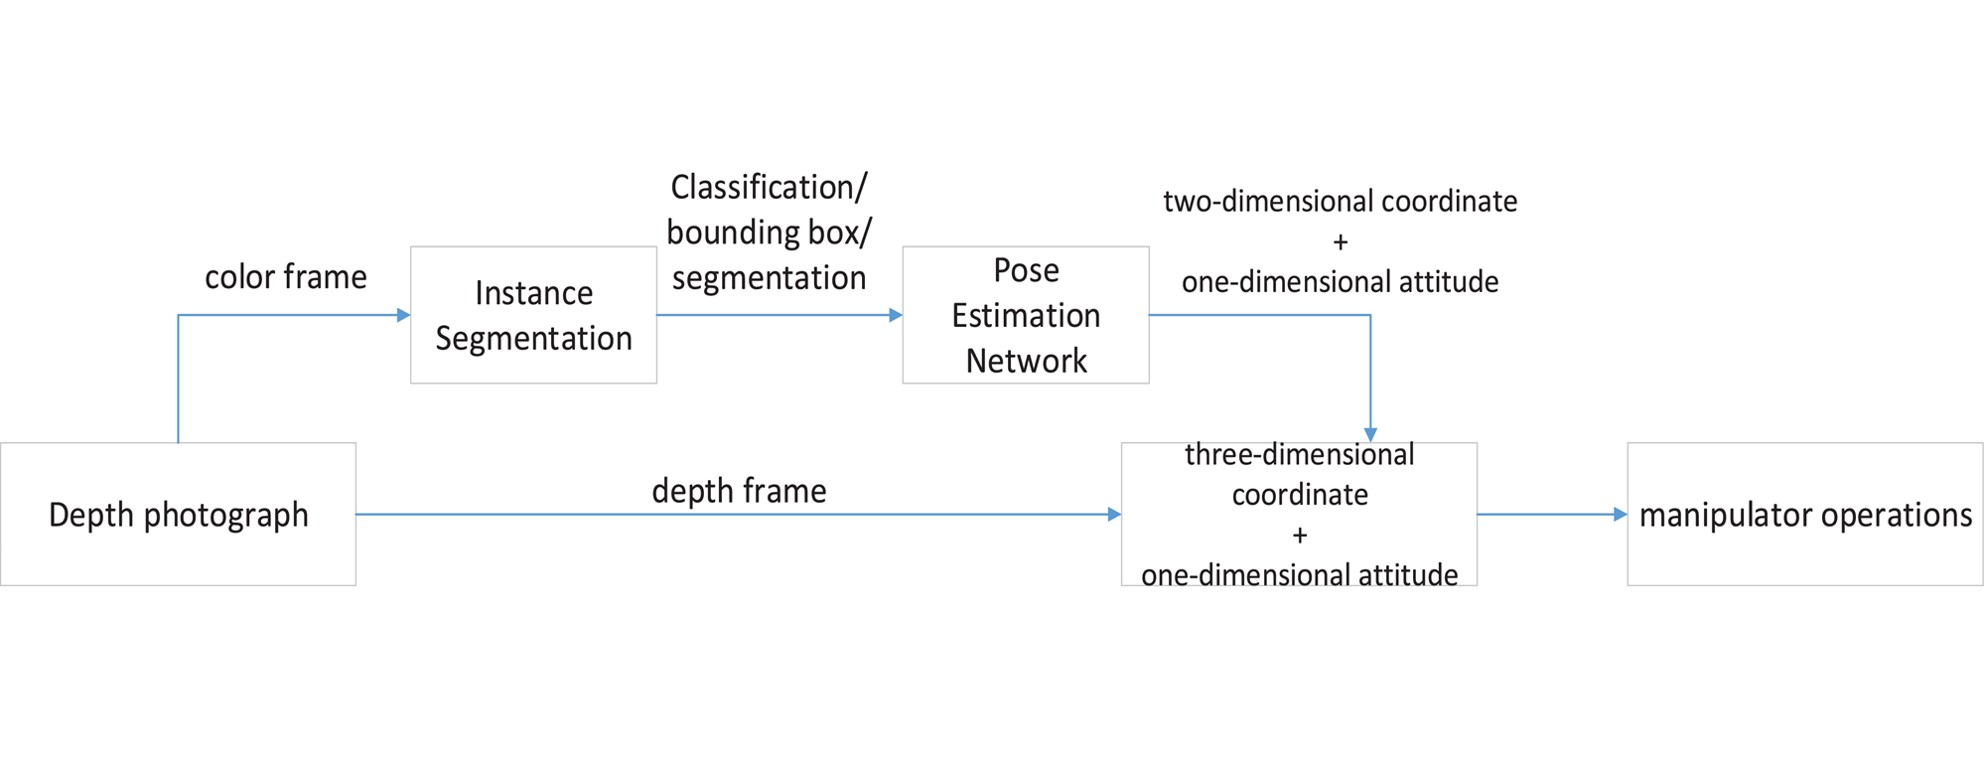 color frame
Instance
Segmentation
Classification/
bounding box/
segmentation
Pose
Estimation
Network
two-dimensional coordinate
+
one-dimensional attitude
Depth photograph
depth frame
three-dimensional
coordinate
+
one-dimensional attitude
manipulator operations